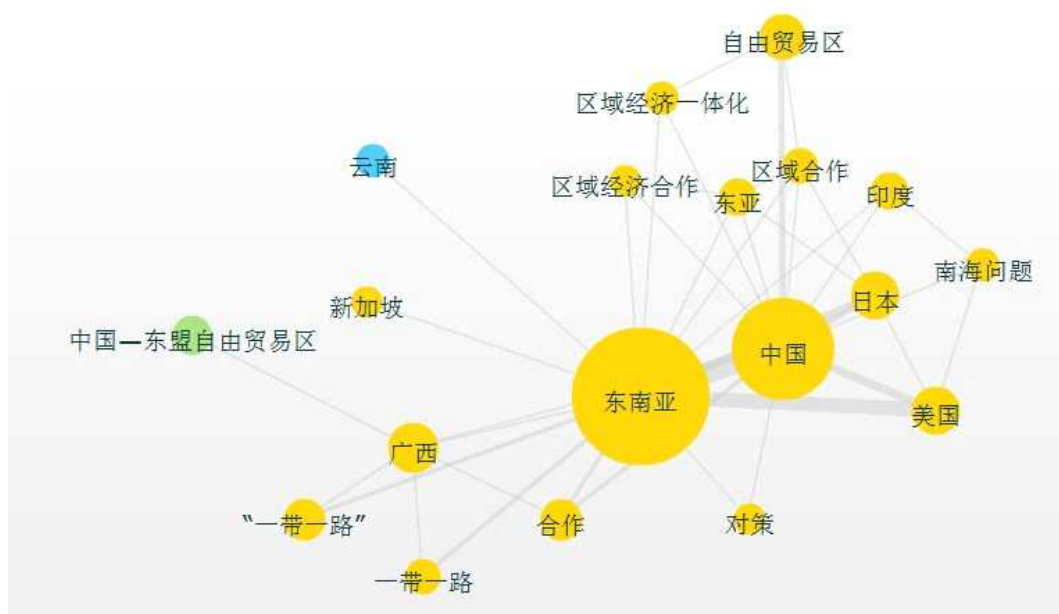 自由贸易区
区域经济一体化
云南
区域经济合作
区域合作
东亚
印度
南海问题
新加坡
日本
中国—东盟自由贸易区
中国
东南亚
美国
广西
“一带一路”
合作
对策
一带一路